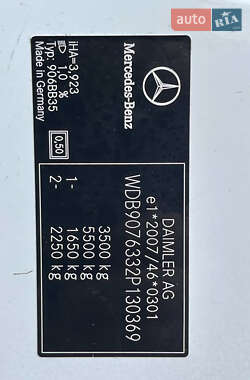 auto RIA .com
Mercedes-Benz
iHA=3,923
1,0 %
Typ: 906BB35
Made in Germany
0,50
DAIMLER AG
e1*2007/46*0301
WDB9076332P130369
3500 kg
5500 kg
1- 1650 kg
2- 2250 kg